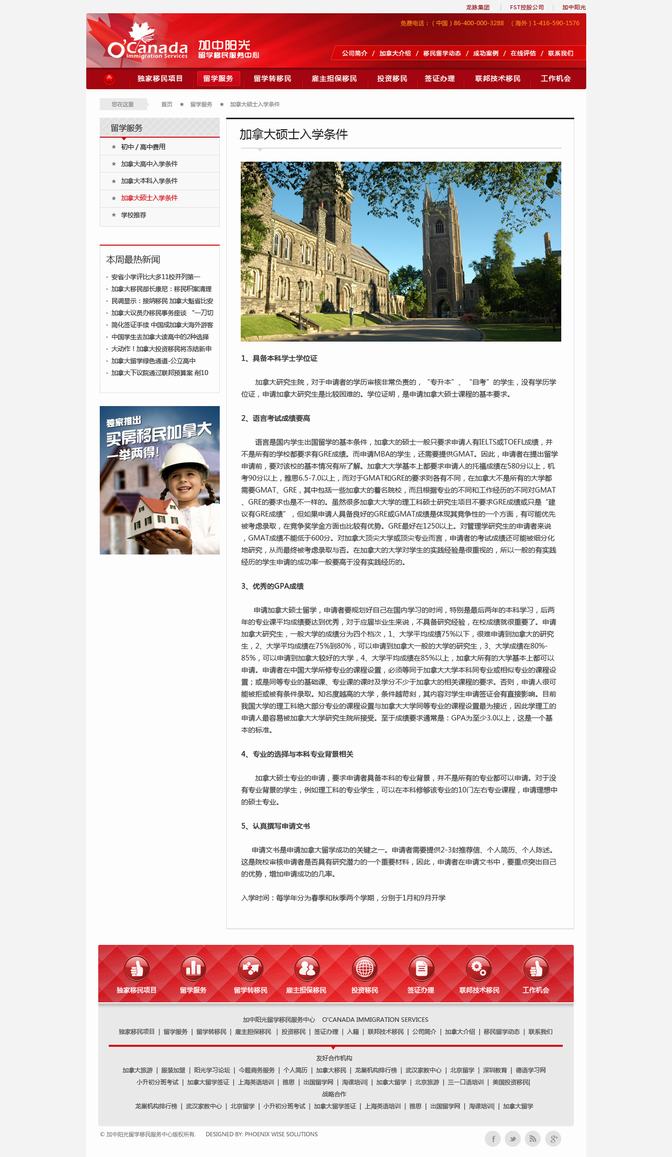 龙脉集团 | FST控股公司 | 加中阳光
免费电话：（中国）86-400-000-3288 （海外）1-416-590-1576
O'Canada
Immigration Services
加中阳光
留学移民服务中心
公司简介 / 加拿大介绍 / 移民留学动态 / 成功案例 / 在线评估 / 联系我们
独家移民项目 留学服务 留学转移民 雇主担保移民 投资移民 签证办理 联邦技术移民 工作机会
您在这里 首页 留学服务 加拿大硕士入学条件
留学服务
初中 / 高中费用
加拿大高中入学条件
加拿大本科入学条件
加拿大硕士入学条件
学校推荐
本周最热新闻
安省小学评比大多11校并列第一
加拿大移民部长康尼：移民积案清理
民调显示：接纳移民 加拿大魁省比安
加拿大议员办移民事务座谈 “一刀切
简化签证手续 中国成加拿大海外游客
中国学生去加拿大读高中的2种选择
大动作！加拿大投资移民将冻结新申
加拿大留学绿色通道-公立高中
加拿大下议院通过联邦预算案 削10
独家推出
买房移民加拿大
一举两得！
加拿大硕士入学条件
1、具备本科学士学位证
加拿大研究生院，对于申请者的学历审核非常负责的，“专升本”、“自考”的学生，没有学历学
位证，申请加拿大研究生是比较困难的。学位证明，是申请加拿大硕士课程的基本要求。
2、语言考试成绩要高
语言是国内学生出国留学的基本条件，加拿大的硕士一般只要求申请人有IELTS或TOEFL成绩，并
不是所有的学校都要求有GRE成绩。而申请MBA的学生，还需要提供GMAT。因此，申请者在提出留学
申请前，要对该校的基本情况有所了解。加拿大大学基本上都要求申请人的托福成绩在580分以上，机
考90分以上，雅思6.5-7.0以上，而对于GMAT和GRE的要求则各有不同，在加拿大不是所有的大学都
需要GMAT、GRE，其中包括一些加拿大的著名院校，而且根据专业的不同和工作经历的不同对GMAT
、GRE的要求也是不一样的。虽然很多加拿大大学的理工科硕士研究生项目不要求GRE成绩或只是“建
议有GRE成绩”，但如果申请人具备良好的GRE或GMAT成绩是体现其竞争性的一个方面，有可能优先
被考虑录取，在竞争奖学金方面也比较有优势。GRE最好在1250以上。对管理学研究生的申请者来说
，GMAT成绩不能低于600分。对加拿大顶尖大学或顶尖专业而言，申请者的考试成绩还可能被细分化
地研究，从而最终被考虑录取与否。在加拿大的大学对学生的实践经验是很重视的，所以一般的有实践
经历的学生申请的成功率一般要高于没有实践经历的。
3、优秀的GPA成绩
申请加拿大硕士留学，申请者要规划好自己在国内学习的时间，特别是最后两年的本科学习，后两
年的专业课平均成绩要达到优秀，对于应届毕业生来说，不具备研究经验，在校成绩就很重要了。申请
加拿大研究生，一般大学的成绩分为四个档次，1、大学平均成绩75%以下，很难申请到加拿大的研究
生，2、大学平均成绩在75%到80%，可以申请到加拿大一般的大学的研究生，3、大学成绩在80%-
85%，可以申请到加拿大较好的大学，4、大学平均成绩在85%以上，加拿大所有的大学基本上都可以
申请。申请者在中国大学所修专业的课程设置，必须等同于加拿大大学本科同专业或相似专业的课程设
置；或是同等专业的基础课、专业课的课时及学分不少于加拿大的相关课程的要求。否则，申请人很可
能被拒或被有条件录取。知名度越高的大学，条件越苛刻，其内容对学生申请签证会有直接影响。目前
我国大学的理工科绝大部分专业的课程设置与加拿大大学同等专业的课程设置最为接近，因此学理工的
申请人最容易被加拿大大学研究生院所接受。至于成绩要求通常是：GPA为至少3.0以上，这是一个基
本的标准。
4、专业的选择与本科专业背景相关
加拿大硕士专业的申请，要求申请者具备本科的专业背景，并不是所有的专业都可以申请。对于没
有专业背景的学生，例如理工科的专业学生，可以在本科修够该专业的10门左右专业课程，申请理想中
的硕士专业。
5、认真撰写申请文书
申请文书是申请加拿大留学成功的关键之一。申请者需要提供2-3封推荐信、个人简历、个人陈述。
这是院校审核申请者是否具有研究潜力的一个重要材料，因此，申请者在申请文书中，要重点突出自己
的优势，增加申请成功的几率。
入学时间：每学年分为春季和秋季两个学期，分别于1月和9月开学
独家移民项目 留学服务 留学转移民 雇主担保移民 投资移民 签证办理 联邦技术移民 工作机会
加中阳光留学移民服务中心 O'CANADA IMMIGRATION SERVICES
独家移民项目 | 留学服务 | 留学转移民 | 雇主担保移民 | 投资移民 | 签证办理 | 入籍 | 联邦技术移民 | 公司简介 | 加拿大介绍 | 移民留学动态 | 联系我们
友好合作机构
加拿大旅游 | 服装加盟 | 阳光学习论坛 | 今题商务服务 | 个人简历 | 加拿大移民 | 龙巢机构排行榜 | 武汉家教中心 | 北京留学 | 深圳教育 | 德语学习网
小升初分班考试 | 加拿大留学签证 | 上海英语培训 | 雅思 | 出国留学网 | 淘课培训 | 加拿大留学 | 北京旅游 | 三一口语培训 | 美国投资移民|
战略合作
龙巢机构排行榜 | 武汉家教中心 | 北京留学 | 小升初分班考试 | 加拿大留学签证 | 上海英语培训 | 雅思 | 出国留学网 | 淘课培训 | 加拿大留学
© 加中阳光留学移民服务中心版权所有. DESIGNED BY: PHOENIX WISE SOLUTIONS